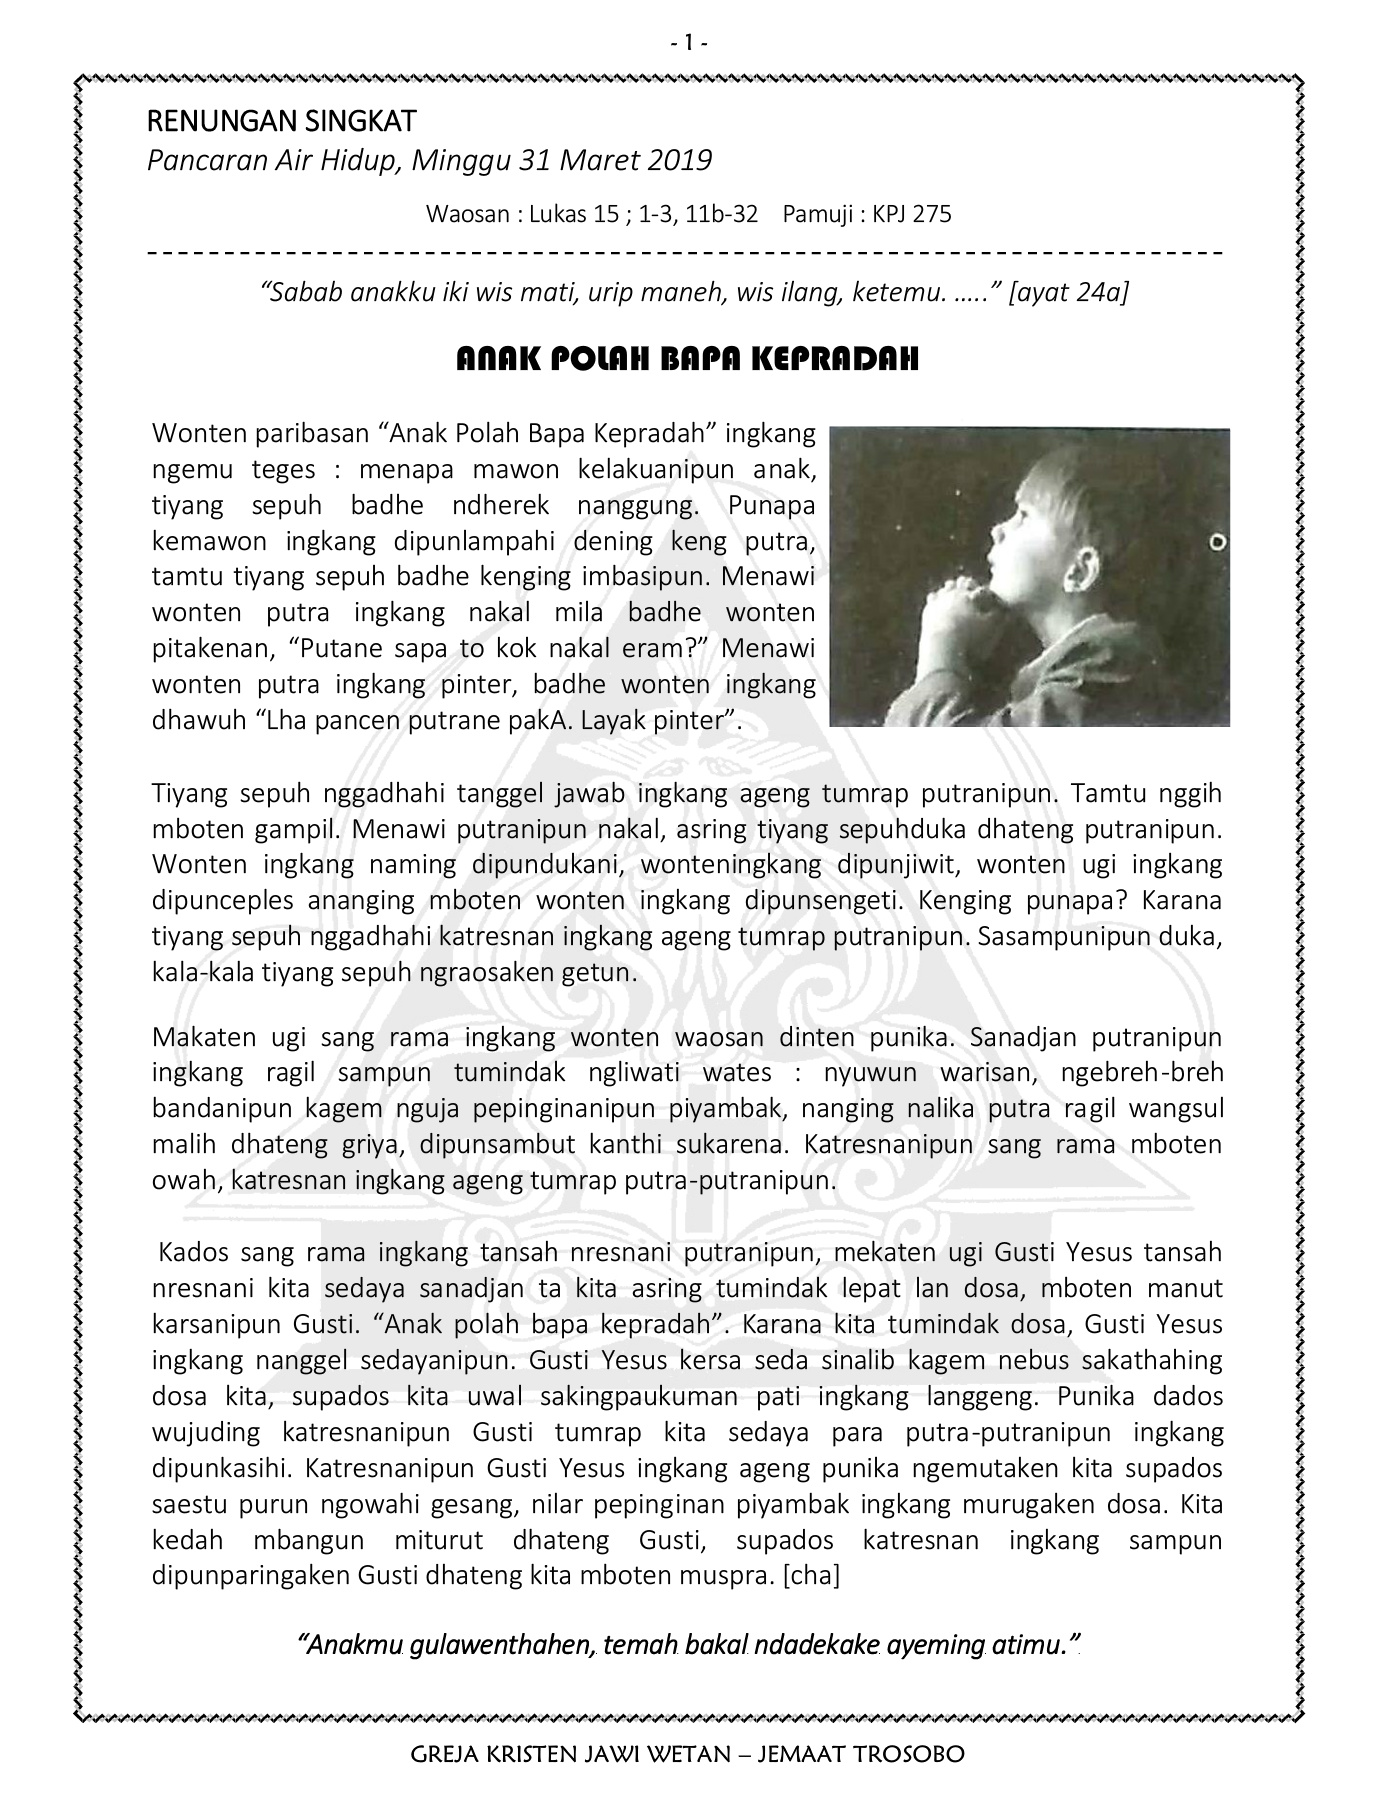 - 1 -
RENUNGAN SINGKAT
Pancaran Air Hidup, Minggu 31 Maret 2019
Waosan : Lukas 15 ; 1-3, 11b-32 Pamuji : KPJ 275
“Sabab anakku iki wis mati, urip maneh, wis ilang, ketemu. …..” [ayat 24a]
ANAK POLAH BAPA KEPRADAH
Wonten paribasan “Anak Polah Bapa Kepradah” ingkang
ngemu teges : menapa mawon kelakuanipun anak,
tiyang sepuh badhe ndherek nanggung. Punapa
kemawon ingkang dipunlampahi dening keng putra,
tamtu tiyang sepuh badhe kenging imbasipun. Menawi
wonten putra ingkang nakal mila badhe wonten
pitakenan, “Putane sapa to kok nakal eram?” Menawi
wonten putra ingkang pinter, badhe wonten ingkang
dhawuh “Lha pancen putrane pakA. Layak pinter”.
Tiyang sepuh nggadhahi tanggel jawab ingkang ageng tumrap putranipun. Tamtu nggih
mboten gampil. Menawi putranipun nakal, asring tiyang sepuhduka dhateng putranipun.
Wonten ingkang naming dipundukani, wonteningkang dipunjiwit, wonten ugi ingkang
dipunceples ananging mboten wonten ingkang dipunsengeti. Kenging punapa? Karana
tiyang sepuh nggadhahi katresnan ingkang ageng tumrap putranipun. Sasampunipun duka,
kala-kala tiyang sepuh ngraosaken getun.
Makaten ugi sang rama ingkang wonten waosan dinten punika. Sanadjan putranipun
ingkang ragil sampun tumindak ngliwati wates : nyuwun warisan, ngebreh-breh
bandanipun kagem nguja pepinginanipun piyambak, nanging nalika putra ragil wangsul
malih dhateng griya, dipunsambut kanthi sukarena. Katresnanipun sang rama mboten
owah, katresnan ingkang ageng tumrap putra-putranipun.
Kados sang rama ingkang tansah nresnani putranipun, mekaten ugi Gusti Yesus tansah
nresnani kita sedaya sanadjan ta kita asring tumindak lepat lan dosa, mboten manut
karsanipun Gusti. “Anak polah bapa kepradah”. Karana kita tumindak dosa, Gusti Yesus
ingkang nanggel sedayanipun. Gusti Yesus kersa seda sinalib kagem nebus sakathahing
dosa kita, supados kita uwal sakingpaukuman pati ingkang langgeng. Punika dados
wujuding katresnanipun Gusti tumrap kita sedaya para putra-putranipun ingkang
dipunkasihi. Katresnanipun Gusti Yesus ingkang ageng punika ngemutaken kita supados
saestu purun ngowahi gesang, nilar pepinginan piyambak ingkang murugaken dosa. Kita
kedah mbangun miturut dhateng Gusti, supados katresnan ingkang sampun
dipunparingaken Gusti dhateng kita mboten muspra. [cha]
“Anakmu gulawenthahen, temah bakal ndadekake ayeming atimu.”
GREJA KRISTEN JAWI WETAN – JEMAAT TROSOBO